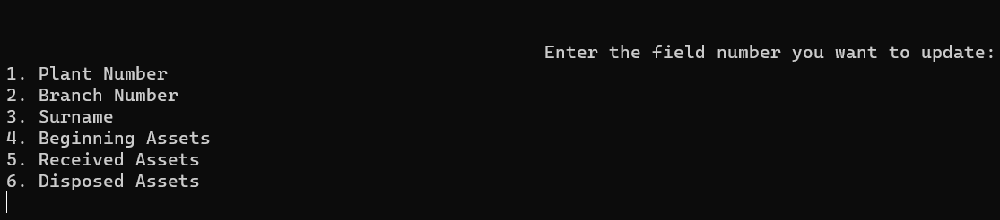 Enter the field number you want to update:
1. Plant Number
2. Branch Number
3. Surname
4. Beginning Assets
5. Received Assets
6. Disposed Assets